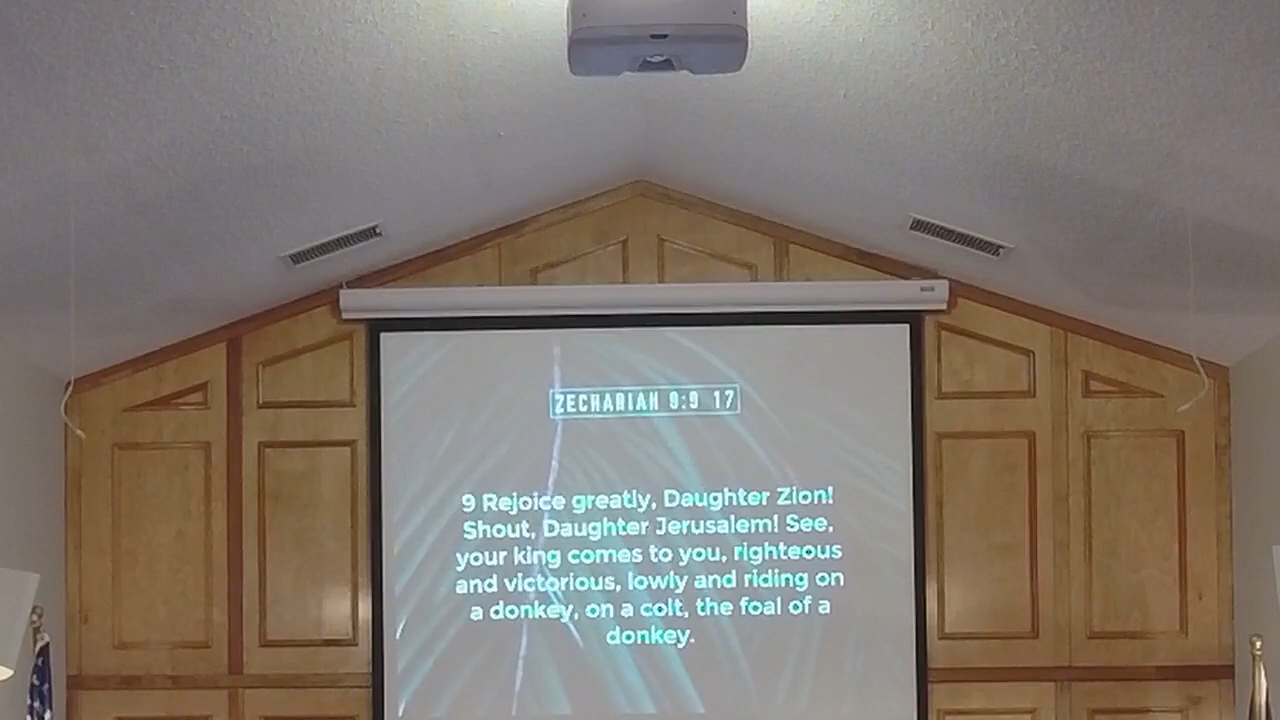 ZECHARIAH 9:9 17
9 Rejoice greatly, Daughter Zion!
Shout, Daughter Jerusalem! See,
your king comes to you, righteous
and victorious, lowly and riding on
a donkey, on a colt, the foal of a
donkey.